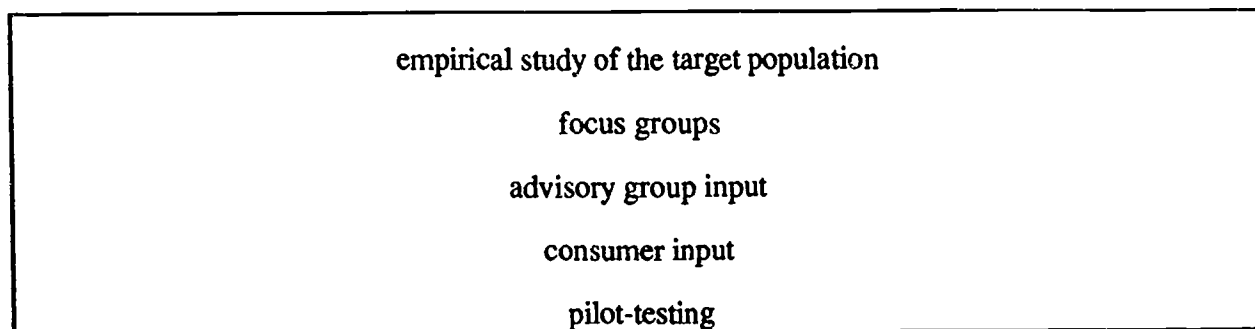 empirical study of the target population
focus groups
advisory group input
consumer input
pilot-testing